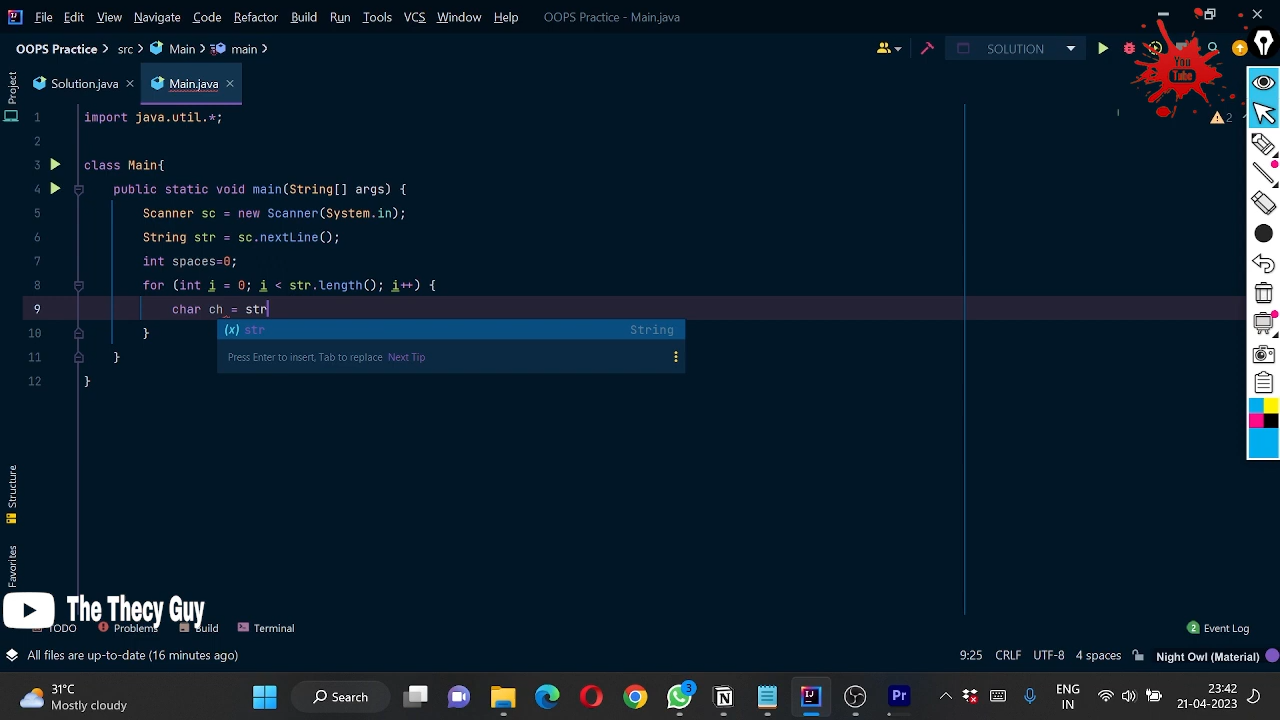 File Edit View Navigate Code Refactor Build Run Tools VCS Window Help OOPS Practice - Main.java
OOPS Practice src Main main SOLUTION
You
Tube
Project
Solution.java Main.java
2
1 import java.util.*;
2
3 class Main{
4 public static void main(String[] args) {
5 Scanner sc = new Scanner(System.in);
6 String str = sc.nextLine();
7 int spaces=0;
8 for (int i = 0; i < str.length(); i++) {
9 char ch = str
10 }
11 }
12 }
(x) str String
Press Enter to insert, Tab to replace Next Tip
Structure
Favorites
The Thecy Guy
TODO Problems Build Terminal 2 Event Log
All files are up-to-date (16 minutes ago) 9:25 CRLF UTF-8 4 spaces Night Owl (Material)
31°C
Mostly cloudy
Search
3
Pr
ENG
IN
23:42
21-04-2023